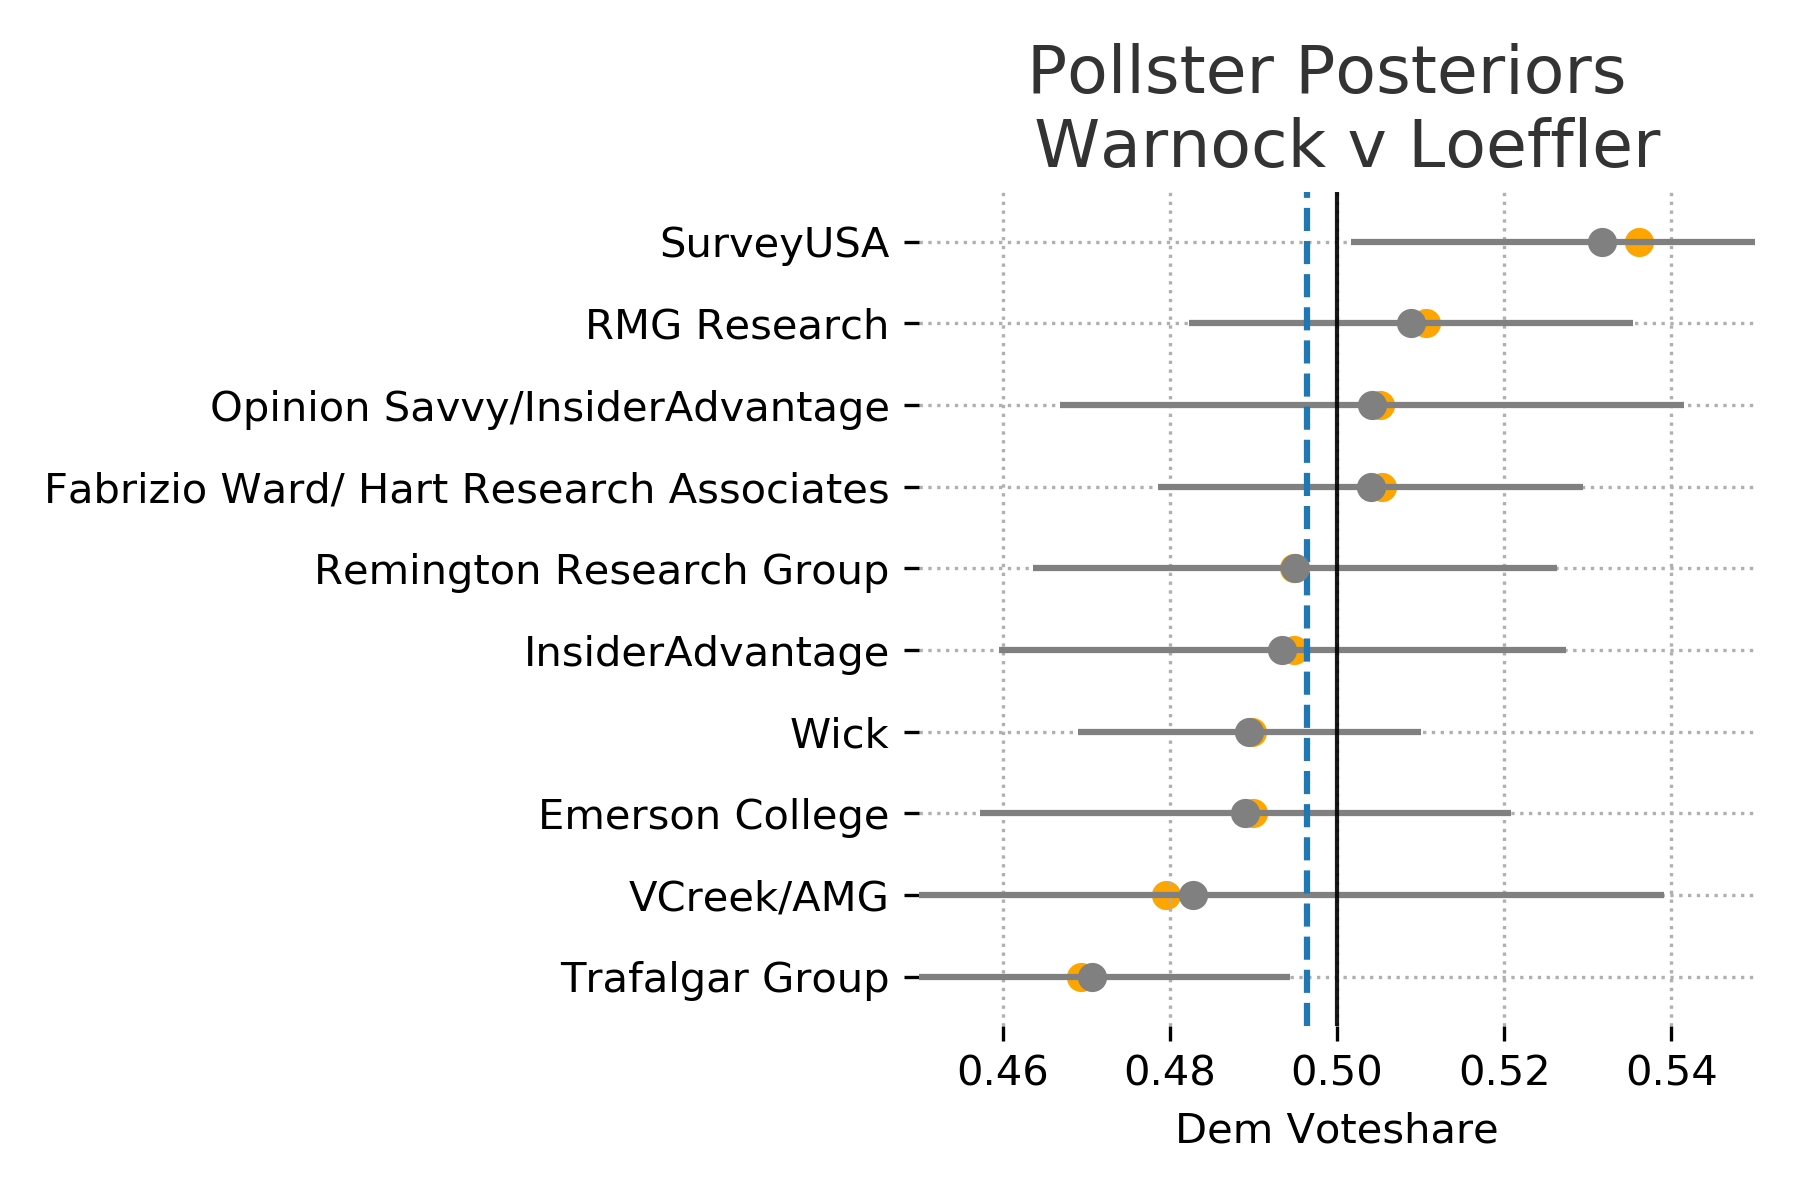 Pollster Posteriors
Warnock v Loeffler
SurveyUSA
RMG Research
Opinion Savvy/InsiderAdvantage
Fabrizio Ward/ Hart Research Associates
Remington Research Group
InsiderAdvantage
Wick
Emerson College
VCreek/AMG
Trafalgar Group
0.46 0.48 0.50 0.52 0.54
Dem Voteshare